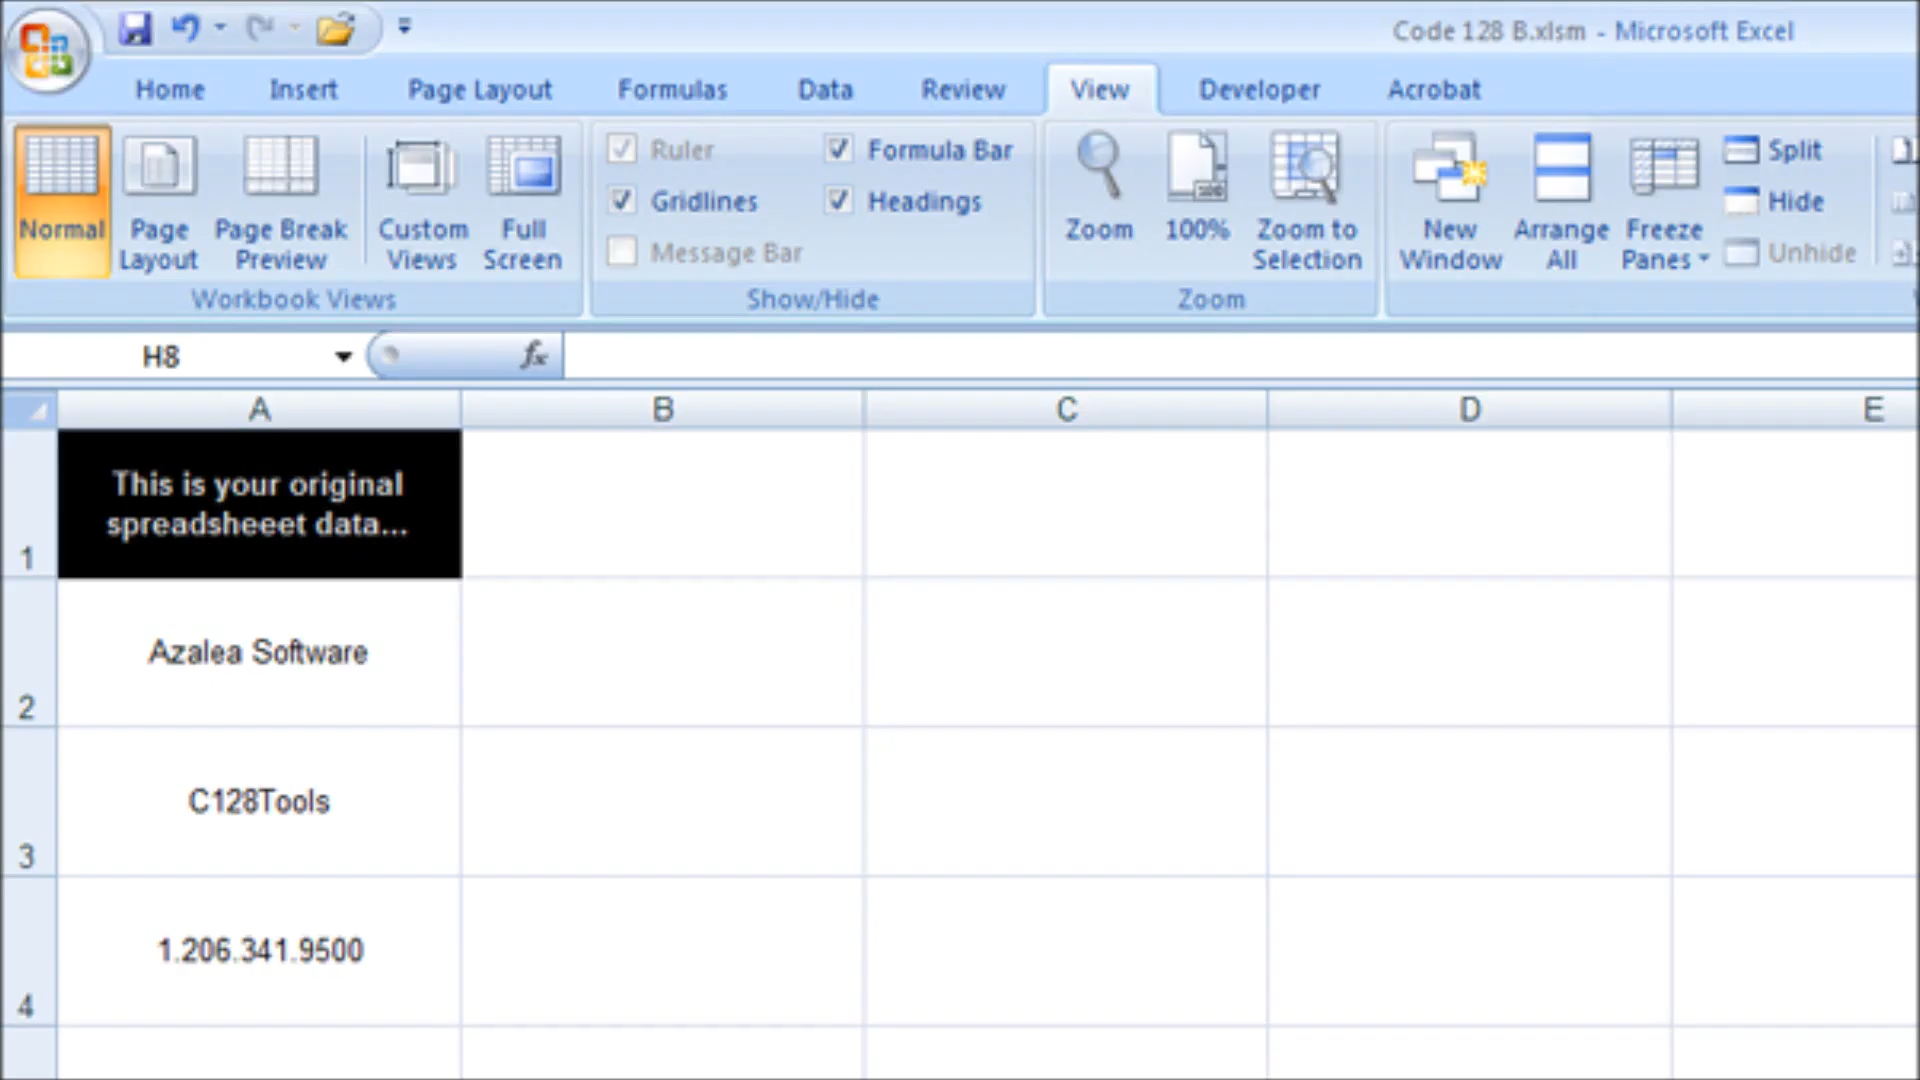 Code 128 B.xlsm - Microsoft Excel
Home Insert Page Layout Formulas Data Review View Developer Acrobat
Normal
Page Layout
Page Break Preview
Custom Views
Full Screen
Workbook Views
Ruler
Formula Bar
Gridlines
Headings
Message Bar
Show/Hide
Zoom
100%
Zoom to Selection
Zoom
New Window
Arrange All
Freeze Panes
Split
Hide
Unhide
H8
fx
A B C D E
This is your original
spreadsheeet data...
1
Azalea Software
2
C128Tools
3
1.206.341.9500
4